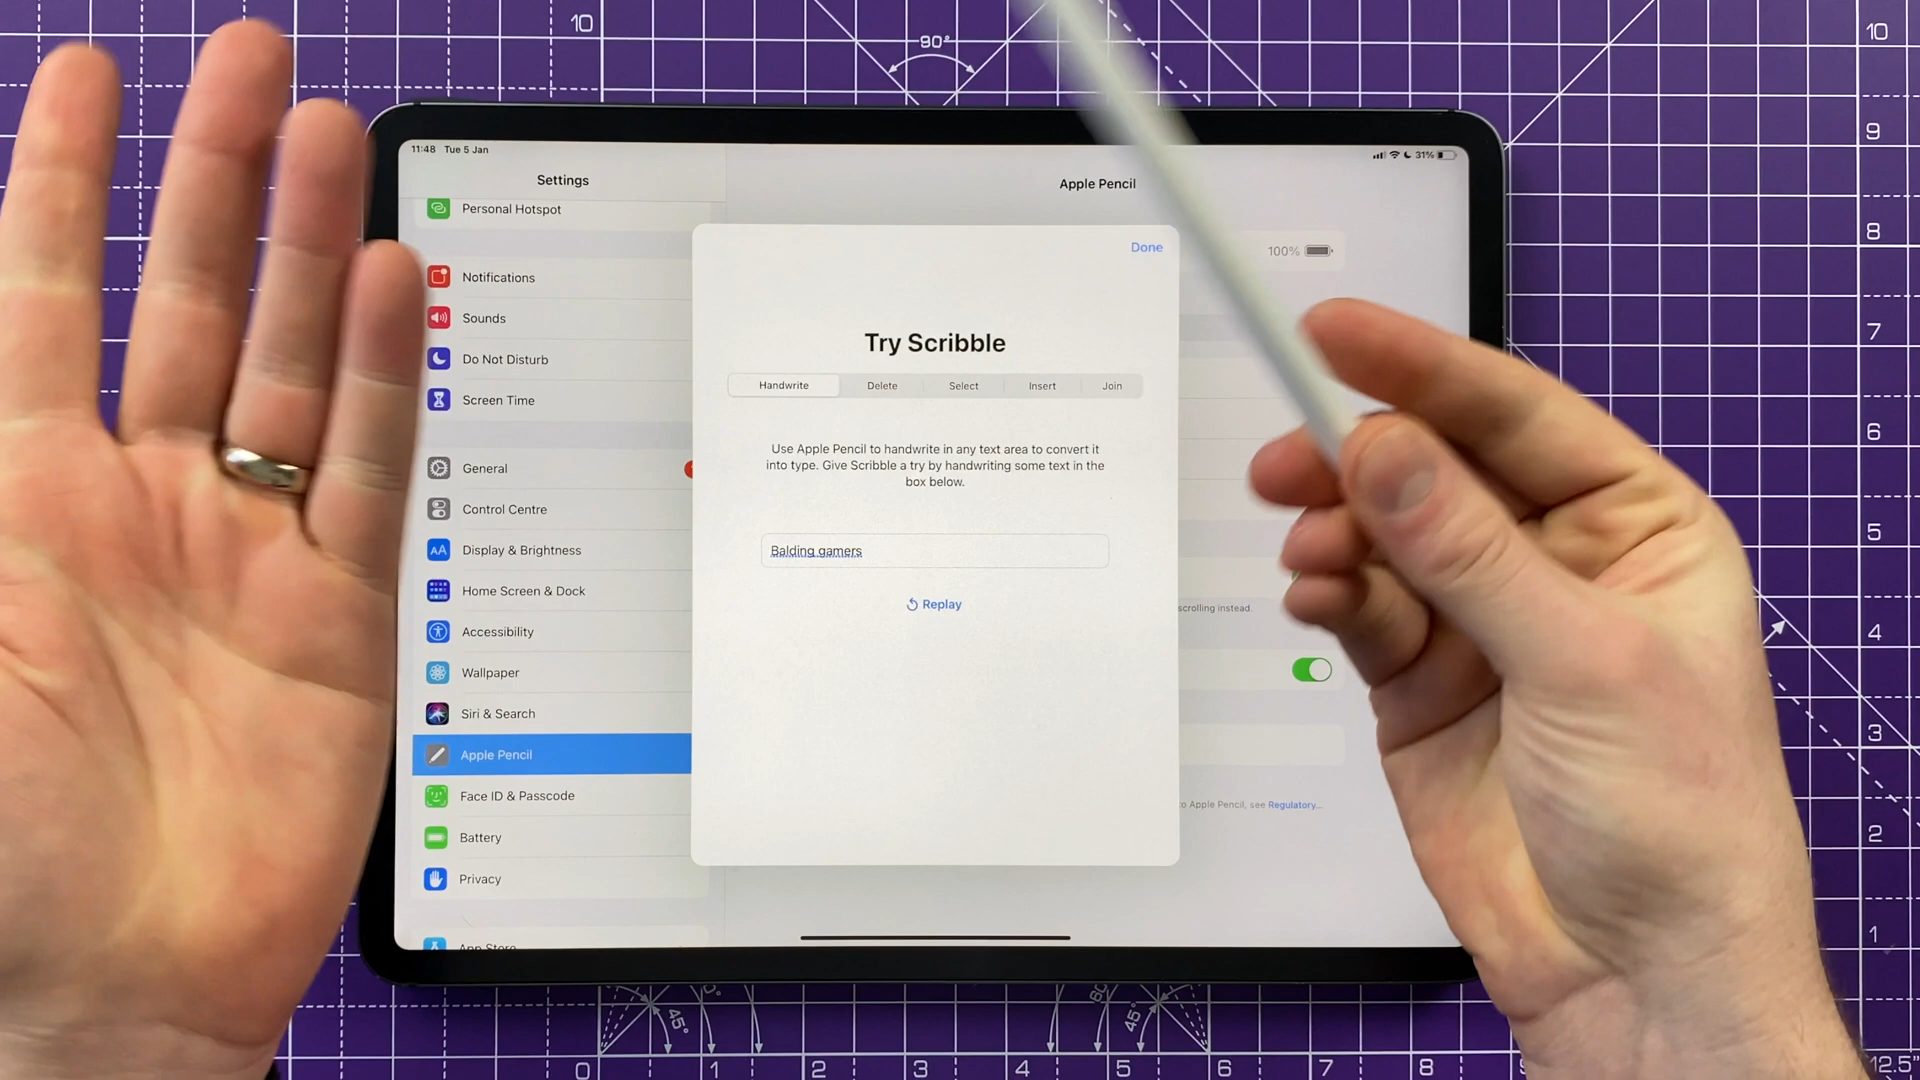 10
90°
10
9
8
7
6
5
4
3
2
1
12.5"
11:48 Tue 5 Jan
31%
Settings
Apple Pencil
Personal Hotspot
Notifications
Sounds
Do Not Disturb
Screen Time
General
Control Centre
Display & Brightness
Home Screen & Dock
Accessibility
Wallpaper
Siri & Search
Apple Pencil
Face ID & Passcode
Battery
Privacy
App Store
100%
Done
Try Scribble
Handwrite Delete Select Insert Join
Use Apple Pencil to handwrite in any text area to convert it
into type. Give Scribble a try by handwriting some text in the
box below.
Balding gamers
Replay
scrolling instead.
to Apple Pencil, see Regulatory...
45° 45°
0 1 2 3 4 5 6 7 8